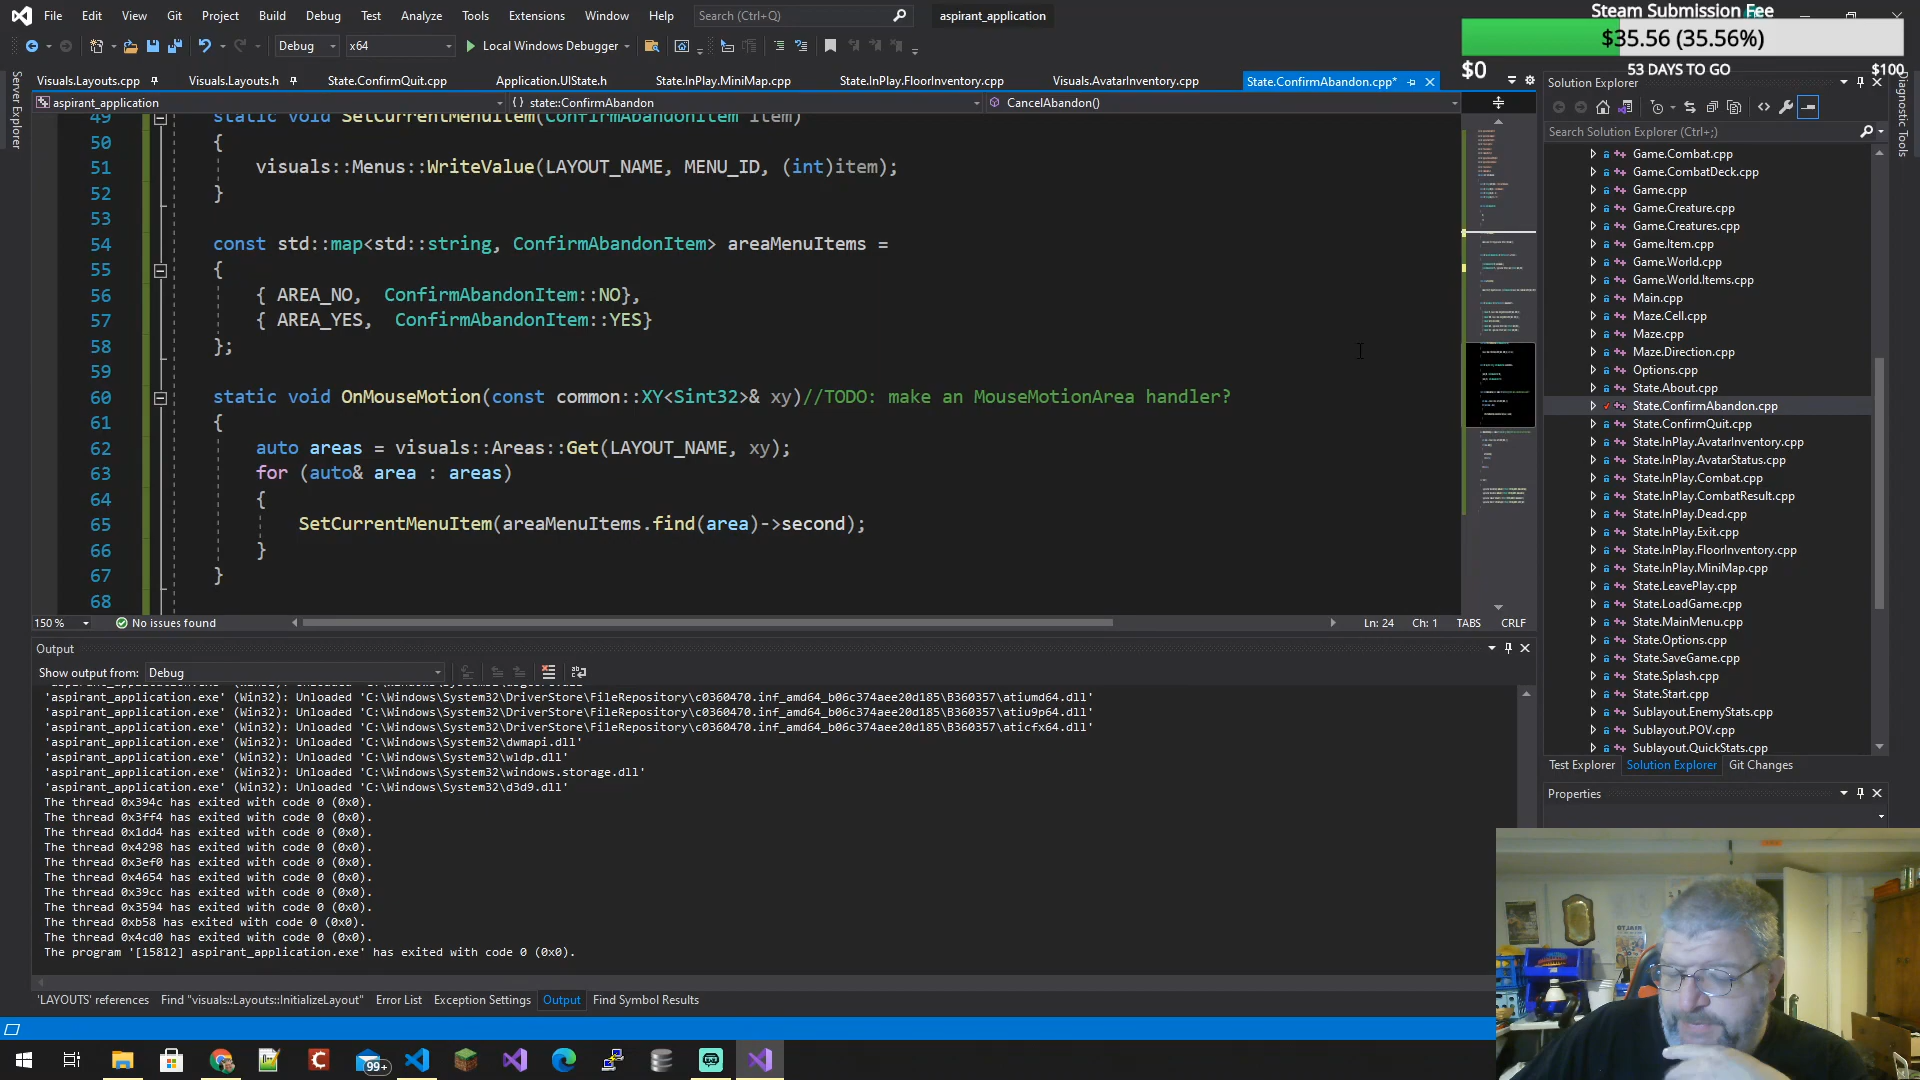 File Edit View Git Project Build Debug Test Analyze Tools Extensions Window Help Search (Ctrl+Q) aspirant_application
Steam Submission Fee
$35.56 (35.56%)
$0 53 DAYS TO GO $100
Debug x64 Local Windows Debugger
Server Explorer
Diagnostic Tools
Visuals.Layouts.cpp Visuals.Layouts.h State.ConfirmQuit.cpp Application.UIState.h State.InPlay.MiniMap.cpp State.InPlay.FloorInventory.cpp Visuals.AvatarInventory.cpp State.ConfirmAbandon.cpp*
aspirant_application {} state::ConfirmAbandon CancelAbandon()
49 static void SetCurrentMenuItem(ConfirmAbandonItem item)
50 {
51 visuals::Menus::WriteValue(LAYOUT_NAME, MENU_ID, (int)item);
52 }
53
54 const std::map<std::string, ConfirmAbandonItem> areaMenuItems =
55 {
56 { AREA_NO, ConfirmAbandonItem::NO},
57 { AREA_YES, ConfirmAbandonItem::YES}
58 };
59
60 static void OnMouseMotion(const common::XY<Sint32>& xy)//TODO: make an MouseMotionArea handler?
61 {
62 auto areas = visuals::Areas::Get(LAYOUT_NAME, xy);
63 for (auto& area : areas)
64 {
65 SetCurrentMenuItem(areaMenuItems.find(area)->second);
66 }
67 }
68
150 % No issues found Ln: 24 Ch: 1 TABS CRLF
Output
Show output from: Debug
'aspirant_application.exe' (Win32): Unloaded 'C:\Windows\System32\DriverStore\FileRepository\c0360470.inf_amd64_b06c374aee20d185\B360357\atiumd64.dll'
'aspirant_application.exe' (Win32): Unloaded 'C:\Windows\System32\DriverStore\FileRepository\c0360470.inf_amd64_b06c374aee20d185\B360357\atiu9p64.dll'
'aspirant_application.exe' (Win32): Unloaded 'C:\Windows\System32\DriverStore\FileRepository\c0360470.inf_amd64_b06c374aee20d185\B360357\aticfx64.dll'
'aspirant_application.exe' (Win32): Unloaded 'C:\Windows\System32\dwmapi.dll'
'aspirant_application.exe' (Win32): Unloaded 'C:\Windows\System32\wldp.dll'
'aspirant_application.exe' (Win32): Unloaded 'C:\Windows\System32\windows.storage.dll'
'aspirant_application.exe' (Win32): Unloaded 'C:\Windows\System32\d3d9.dll'
The thread 0x394c has exited with code 0 (0x0).
The thread 0x3ff4 has exited with code 0 (0x0).
The thread 0x1dd4 has exited with code 0 (0x0).
The thread 0x4298 has exited with code 0 (0x0).
The thread 0x3ef0 has exited with code 0 (0x0).
The thread 0x4654 has exited with code 0 (0x0).
The thread 0x39cc has exited with code 0 (0x0).
The thread 0x3594 has exited with code 0 (0x0).
The thread 0xb58 has exited with code 0 (0x0).
The thread 0x4cd0 has exited with code 0 (0x0).
The program '[15812] aspirant_application.exe' has exited with code 0 (0x0).
'LAYOUTS' references Find "visuals::Layouts::InitializeLayout" Error List Exception Settings Output Find Symbol Results
Solution Explorer
Search Solution Explorer (Ctrl+;)
Game.Combat.cpp
Game.CombatDeck.cpp
Game.cpp
Game.Creature.cpp
Game.Creatures.cpp
Game.Item.cpp
Game.World.cpp
Game.World.Items.cpp
Main.cpp
Maze.Cell.cpp
Maze.cpp
Maze.Direction.cpp
Options.cpp
State.About.cpp
State.ConfirmAbandon.cpp
State.ConfirmQuit.cpp
State.InPlay.AvatarInventory.cpp
State.InPlay.AvatarStatus.cpp
State.InPlay.Combat.cpp
State.InPlay.CombatResult.cpp
State.InPlay.Dead.cpp
State.InPlay.Exit.cpp
State.InPlay.FloorInventory.cpp
State.InPlay.MiniMap.cpp
State.LeavePlay.cpp
State.LoadGame.cpp
State.MainMenu.cpp
State.Options.cpp
State.SaveGame.cpp
State.Splash.cpp
State.Start.cpp
Sublayout.EnemyStats.cpp
Sublayout.POV.cpp
Sublayout.QuickStats.cpp
Test Explorer Solution Explorer Git Changes
Properties
99+